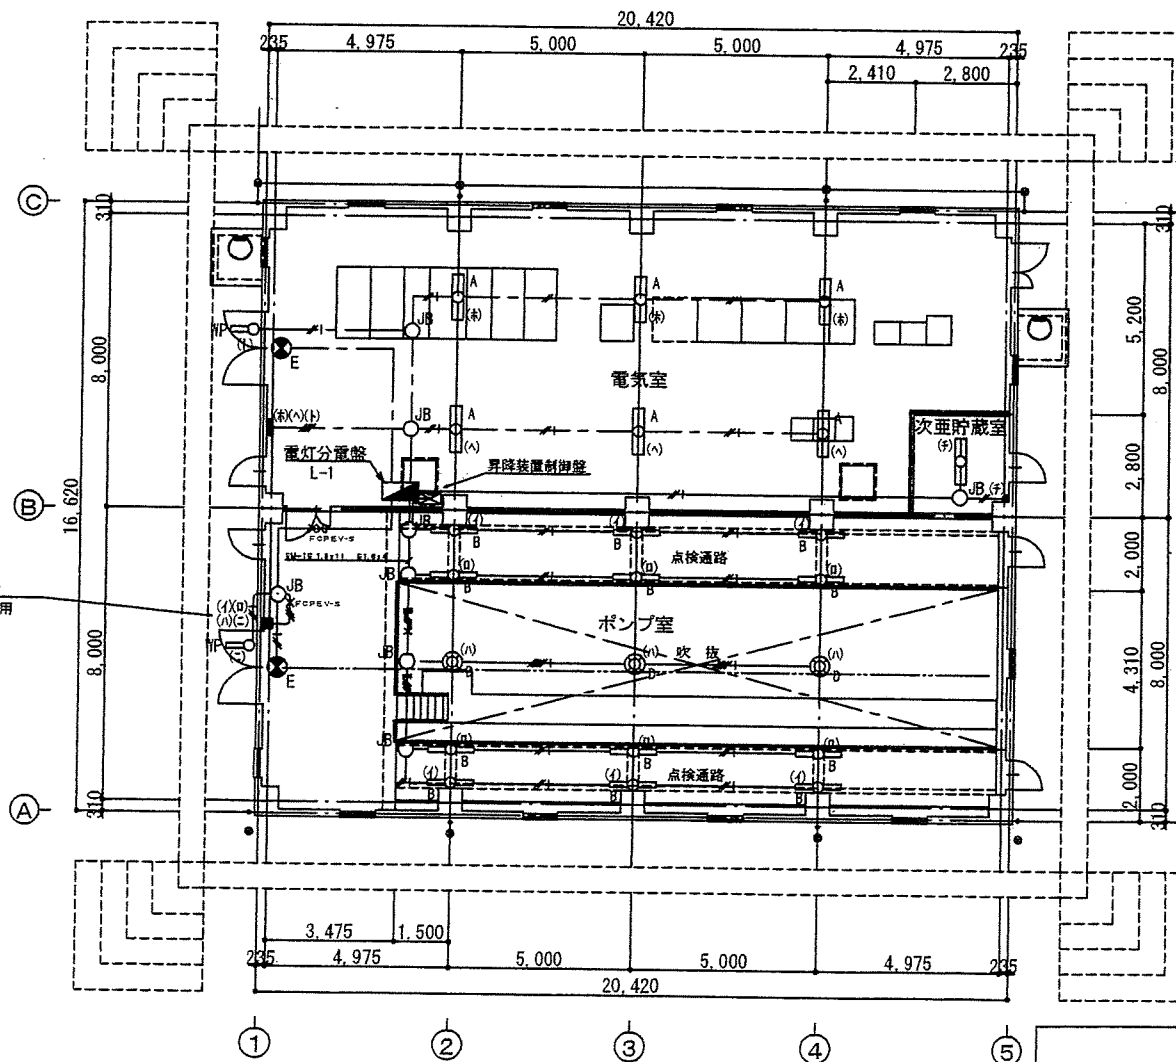 20,420
235 4,975 5,000 5,000 4,975 235
2,410 2,800
C
310
310
A
A
A
(ホ)
(ホ)
(ホ)
JB
WP
(ト)
E
8,000
5,200
8,000
電気室
A
A
A
(ホ)(ヘ)(ト)
JB
(ヘ)
(ヘ)
(ヘ)
次亜貯蔵室
(チ)
電灯分電盤
L-1
昇降装置制御盤
JB
(チ)
2,800
B
16,620
JB
(イ)
(イ)
B
B
B
FCPEV-S
点検通路
2,000
JB
(ロ)
(ロ)
(ロ)
B
B
B
JB
FCPEV-S
用
(イ)(ロ)
(ハ)(ニ)
ポンプ室
WP
(ニ)
JB
(ハ)
(ハ)
吹抜
(ハ)
D
D
E
8,000
4,310
8,000
JB
(ロ)
(ロ)
(ロ)
B
B
B
点検通路
(イ)
(イ)
(イ)
B
B
B
2,000
A
310
310
3,475 1,500
235 4,975 5,000 5,000 4,975 235
20,420
1 2 3 4 5